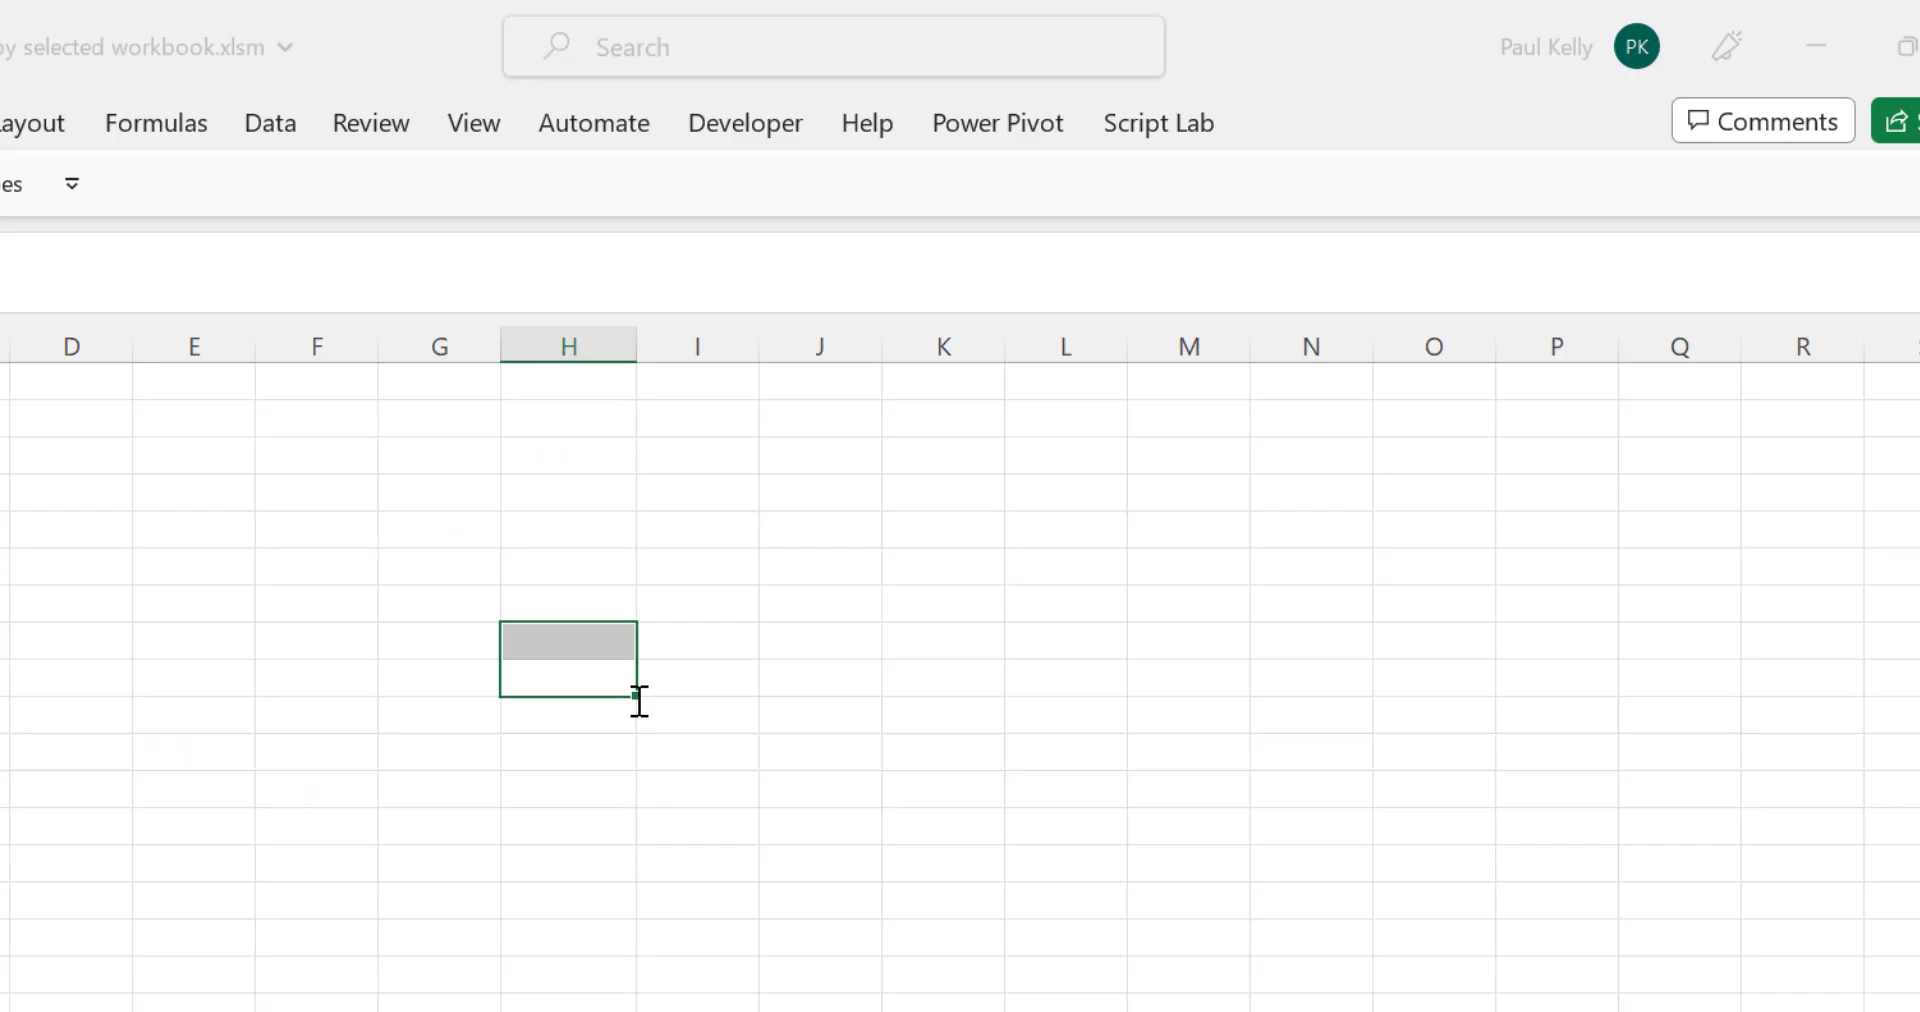 oy selected workbook.xlsm
Search
Paul Kelly
PK
ayout
Formulas
Data
Review
View
Automate
Developer
Help
Power Pivot
Script Lab
Comments
es
D E F G H I J K L M N O P Q R